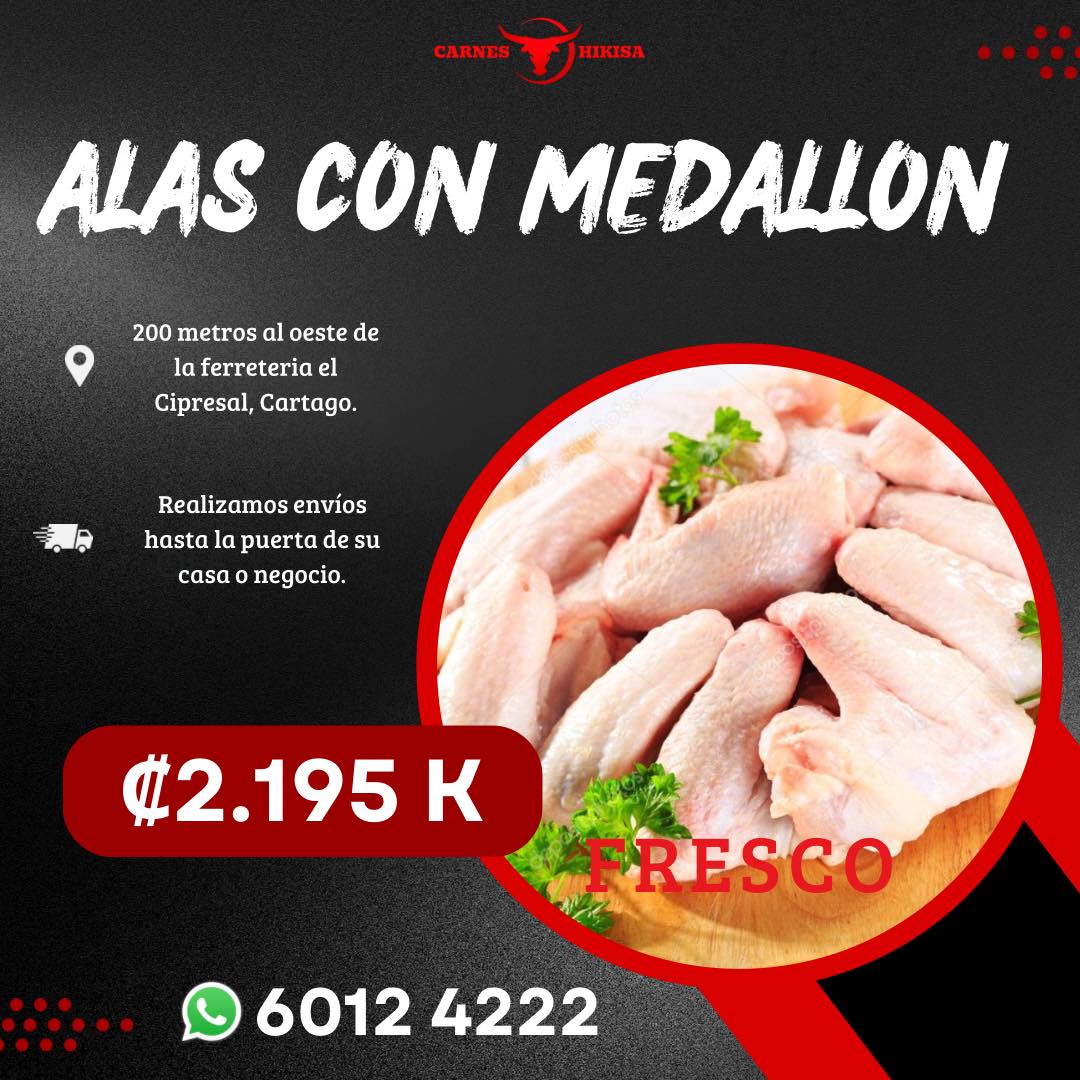 CARNES HIKISA
ALAS CON MEDALLON
200 metros al oeste de
la ferreteria el
Cipresal, Cartago.
Realizamos envíos
hasta la puerta de su
casa o negocio.
₡2.195 K
FRESCO
6012 4222